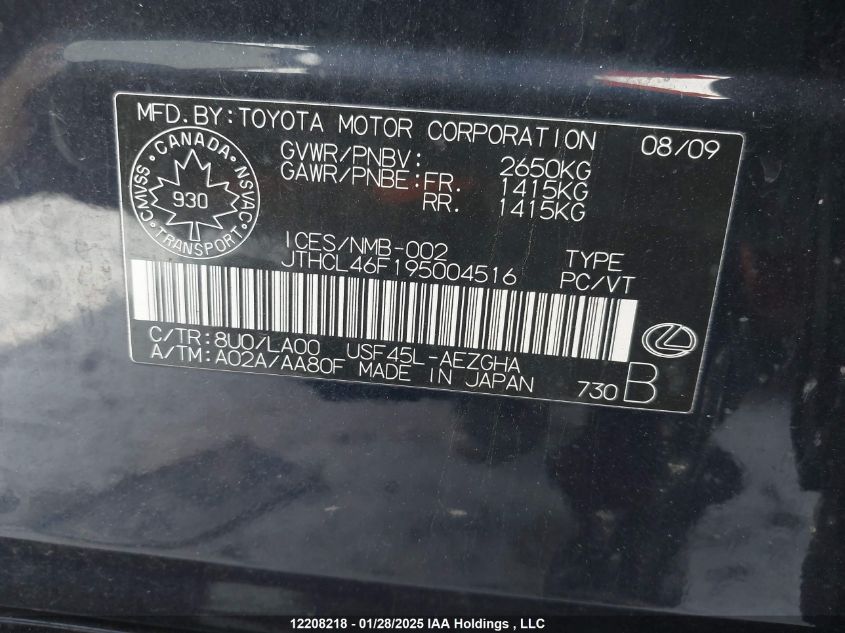 MFD.BY:TOYOTA MOTOR CORPORATION 08/09
GVWR/PNBV: 2650KG
GAWR/PNBE:FR. 1415KG
RR. 1415KG
CANADA
CMVSS 930 NSVAC
TRANSPORT
ICES/NMB-002
JTHCL46F195004516
TYPE
PC/VT
C/TR:8U0/LA00 USF45L-AEZGHA
A/TM:A02A/AA80F MADE IN JAPAN
730 B
12208218 - 01/28/2025 IAA Holdings , LLC